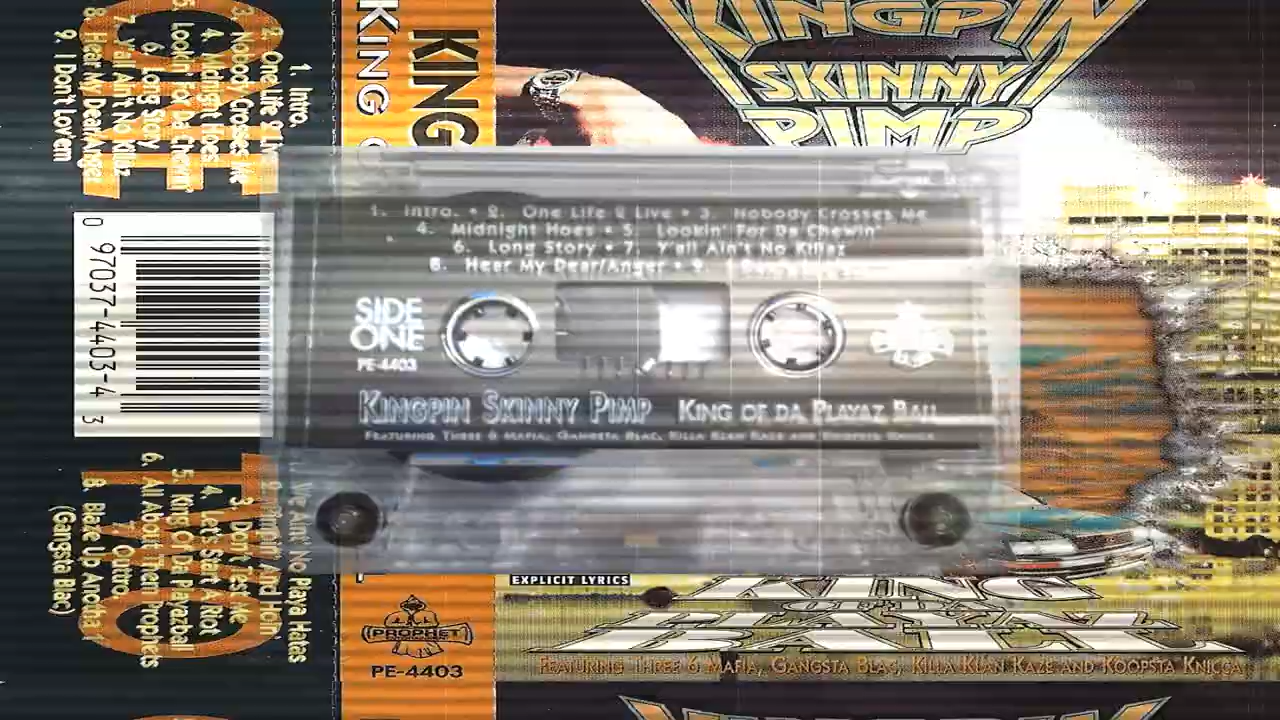 1. Intro,
2. One Life 2 Live
3. Nobody Crosses Me
4. Midnight Hoes
5. Lookin' For Da Chewin'
6. Long Story
7. Y'all Ain't No Killaz
8. Hear My Dear/Anger
9. I Don't Lov'em
0 97037-4403-4 3
We Ain't No Playa Haas
3. Don't Test Me
4. Let's Start A Riot
5. King Of Da Playazball
6. All About Them Prophets
7. Outro,
8. Blaze Up Anotha
(Gangsta Blac)
KING
KING
PROPHET
PE-4403
KINGPIN
SKINNY
PIMP
1. Intro. • 2. One Life 2 Live • 3. Nobody Crosses Me
4. Midnight Hoes • 5. Lookin' For Da Chewin'
6. Long Story • 7. Y'all Ain't No Killaz
8. Hear My Dear/Anger • 9.
SIDE
ONE
PE-4403
KINGPIN SKINNY PIMP KING OF DA PLAYAZ BALL
FEATURING THREE 6 MAFIA, GANGSTA BLAC, KILLA KLAN KAZE AND KOOPSTA KNICCA
EXPLICIT LYRICS
KING
BALL
FEATURING THREE 6 MAFIA, GANGSTA BLAC, KILLA KLAN KAZE AND KOOPSTA KNICCA